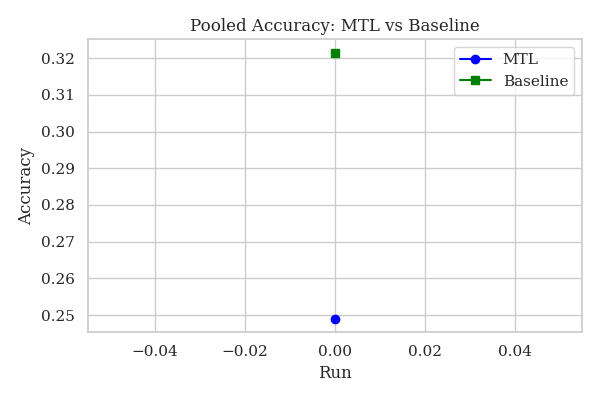 Pooled Accuracy: MTL vs Baseline
MTL
Baseline
Accuracy
0.32
0.31
0.30
0.29
0.28
0.27
0.26
0.25
−0.04 −0.02 0.00 0.02 0.04
Run